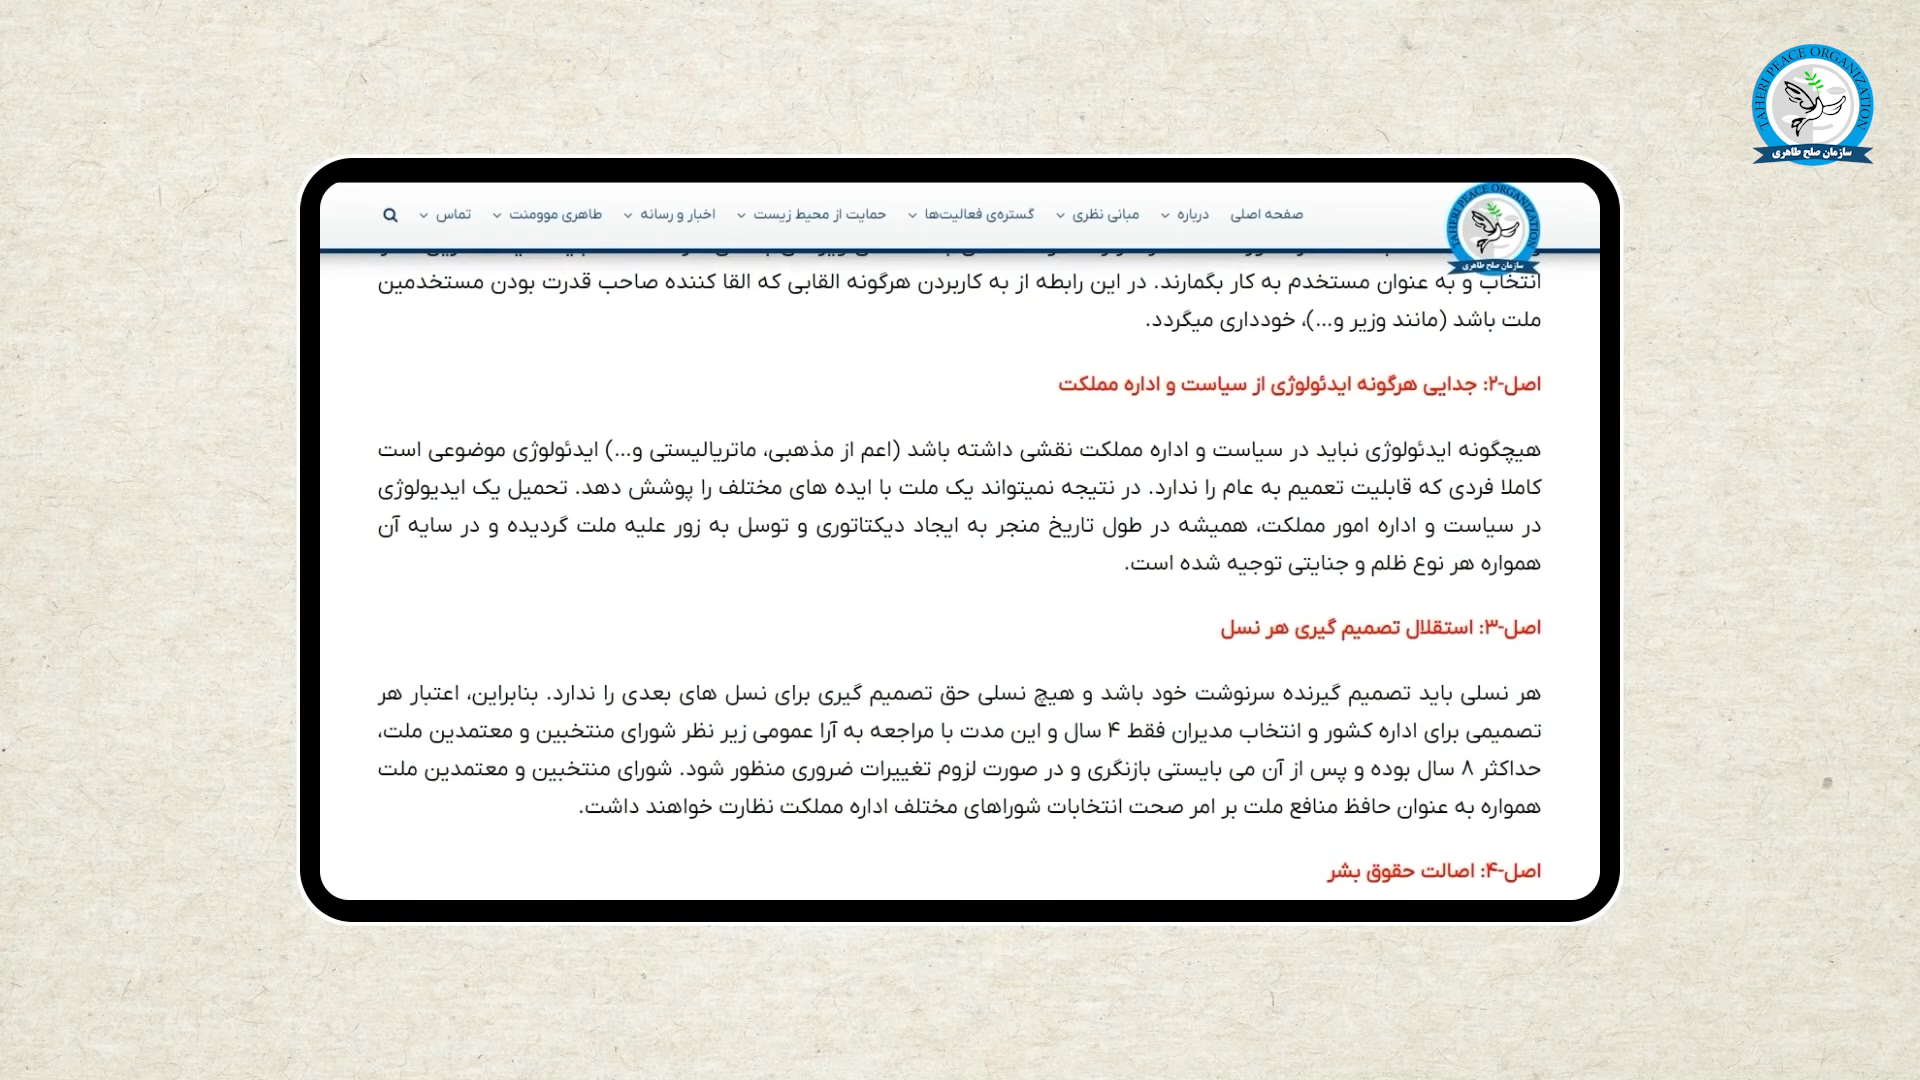 TAHERI PEACE ORGANIZATION
سازمان صلح طاهری
صفحه اصلی
درباره
مبانی نظری
گستره‌ی فعالیت‌ها
حمایت از محیط زیست
اخبار و رسانه
طاهری موومنت
تماس
TAHERI PEACE ORGANIZATION
سازمان صلح طاهری
انتخاب و به عنوان مستخدم به کار بگمارند. در این رابطه از به کاربردن هرگونه القابی که القا کننده صاحب قدرت بودن مستخدمین
ملت باشد (مانند وزیر و...)، خودداری میگردد.
اصل-۲: جدایی هرگونه ایدئولوژی از سیاست و اداره مملکت
هیچگونه ایدئولوژی نباید در سیاست و اداره مملکت نقشی داشته باشد (اعم از مذهبی، ماتریالیستی و...) ایدئولوژی موضوعی است
کاملا فردی که قابلیت تعمیم به عام را ندارد. در نتیجه نمیتواند یک ملت با ایده های مختلف را پوشش دهد. تحمیل یک ایدیولوژی
در سیاست و اداره امور مملکت، همیشه در طول تاریخ منجر به ایجاد دیکتاتوری و توسل به زور علیه ملت گردیده و در سایه آن
همواره هر نوع ظلم و جنایتی توجیه شده است.
اصل-۳: استقلال تصمیم گیری هر نسل
هر نسلی باید تصمیم گیرنده سرنوشت خود باشد و هیچ نسلی حق تصمیم گیری برای نسل های بعدی را ندارد. بنابراین، اعتبار هر
تصمیمی برای اداره کشور و انتخاب مدیران فقط ۴ سال و این مدت با مراجعه به آرا عمومی زیر نظر شورای منتخبین و معتمدین ملت،
حداکثر ۸ سال بوده و پس از آن می بایستی بازنگری و در صورت لزوم تغییرات ضروری منظور شود. شورای منتخبین و معتمدین ملت
همواره به عنوان حافظ منافع ملت بر امر صحت انتخابات شوراهای مختلف اداره مملکت نظارت خواهند داشت.
اصل-۴: اصالت حقوق بشر